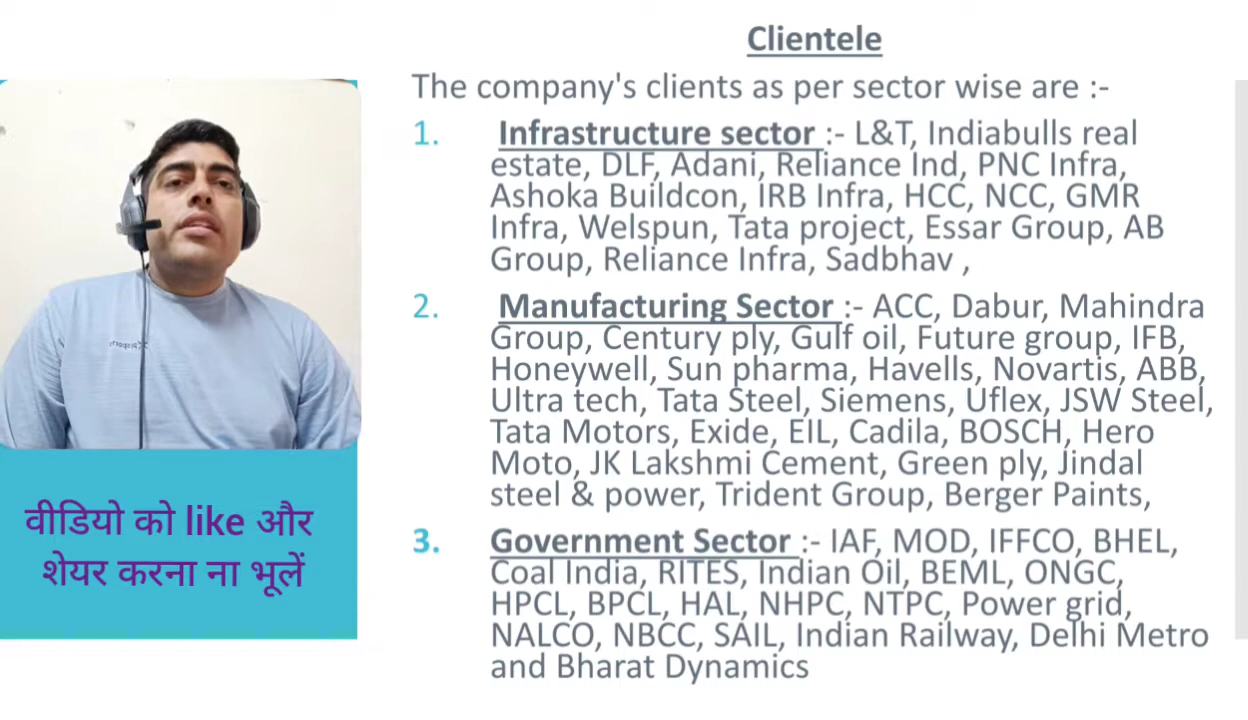 Clientele
The company's clients as per sector wise are :-
1. Infrastructure sector :- L&T, Indiabulls real
estate, DLF, Adani, Reliance Ind, PNC Infra,
Ashoka Buildcon, IRB Infra, HCC, NCC, GMR
Infra, Welspun, Tata project, Essar Group, AB
Group, Reliance Infra, Sadbhav ,
2. Manufacturing Sector :- ACC, Dabur, Mahindra
Group, Century ply, Gulf oil, Future group, IFB,
Honeywell, Sun pharma, Havells, Novartis, ABB,
Ultra tech, Tata Steel, Siemens, Uflex, JSW Steel,
Tata Motors, Exide, EIL, Cadila, BOSCH, Hero
Moto, JK Lakshmi Cement, Green ply, Jindal
steel & power, Trident Group, Berger Paints,
3. Government Sector :- IAF, MOD, IFFCO, BHEL,
Coal India, RITES, Indian Oil, BEML, ONGC,
HPCL, BPCL, HAL, NHPC, NTPC, Power grid,
NALCO, NBCC, SAIL, Indian Railway, Delhi Metro
and Bharat Dynamics
वीडियो को like और
शेयर करना ना भूलें